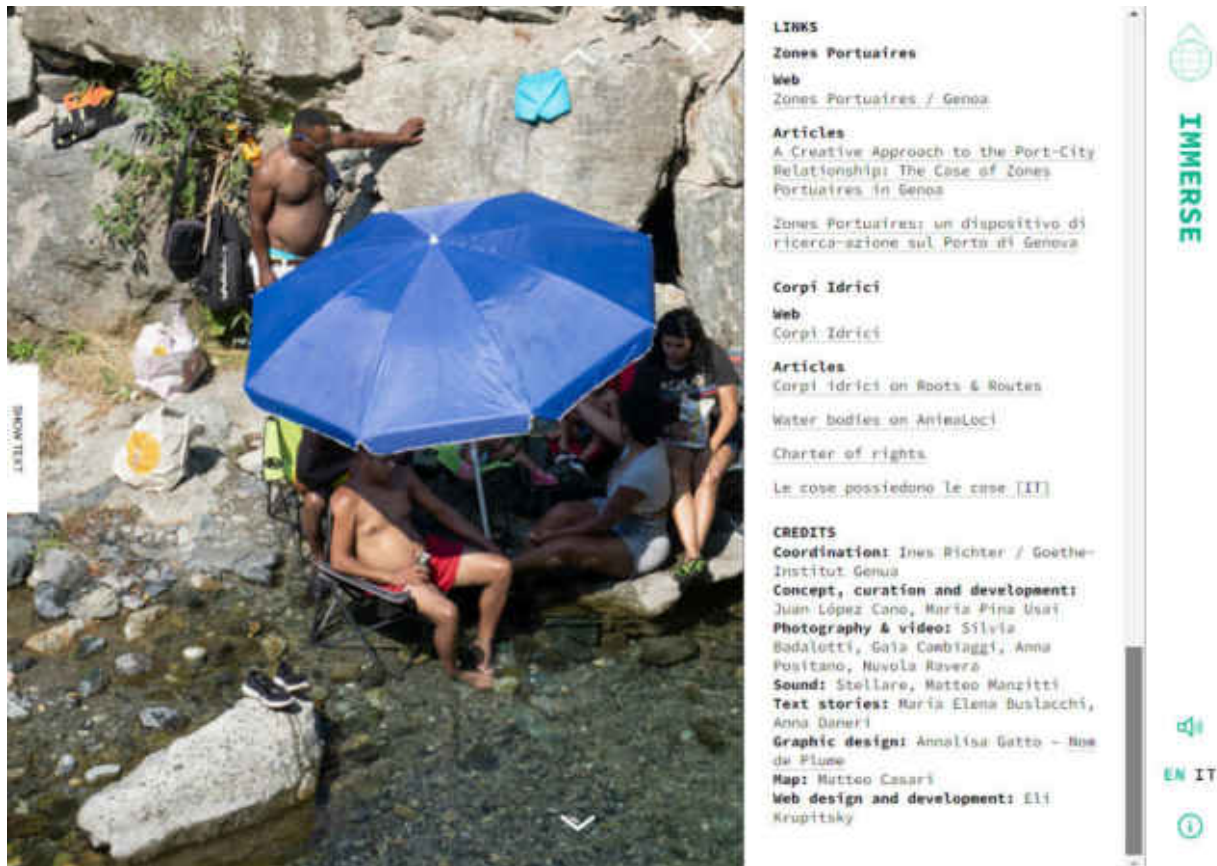 LINKS
Zones Portuaires
Web
Zones Portuaires / Genoa
Articles
A Creative Approach to the Port-City
Relationship: The Case of Zones
Portuaires in Genoa
Zones Portuaires: un dispositivo di
ricerca-azione sul Porto di Genova
Corpi Idrici
Web
Corpi Idrici
Articles
Corpi idrici on Roots & Routes
Water bodies on AnimaLoci
Charter of rights
Le cose possiedono le cose [IT]
CREDITS
Coordination: Ines Richter / Goethe-
Institut Genua
Concept, curation and development:
Juan López Cano, Maria Pina Usai
Photography & video: Silvia
Badalotti, Gaia Cambiaggi, Anna
Positano, Nuvola Ravera
Sound: Stellare, Matteo Manzitti
Text stories: Maria Elena Buslacchi,
Anna Daneri
Graphic design: Annalisa Gatto – Nom
de Plume
Map: Matteo Casari
Web design and development: Eli
Krupitsky
SHOW TEXT
IMMERSE
EN IT